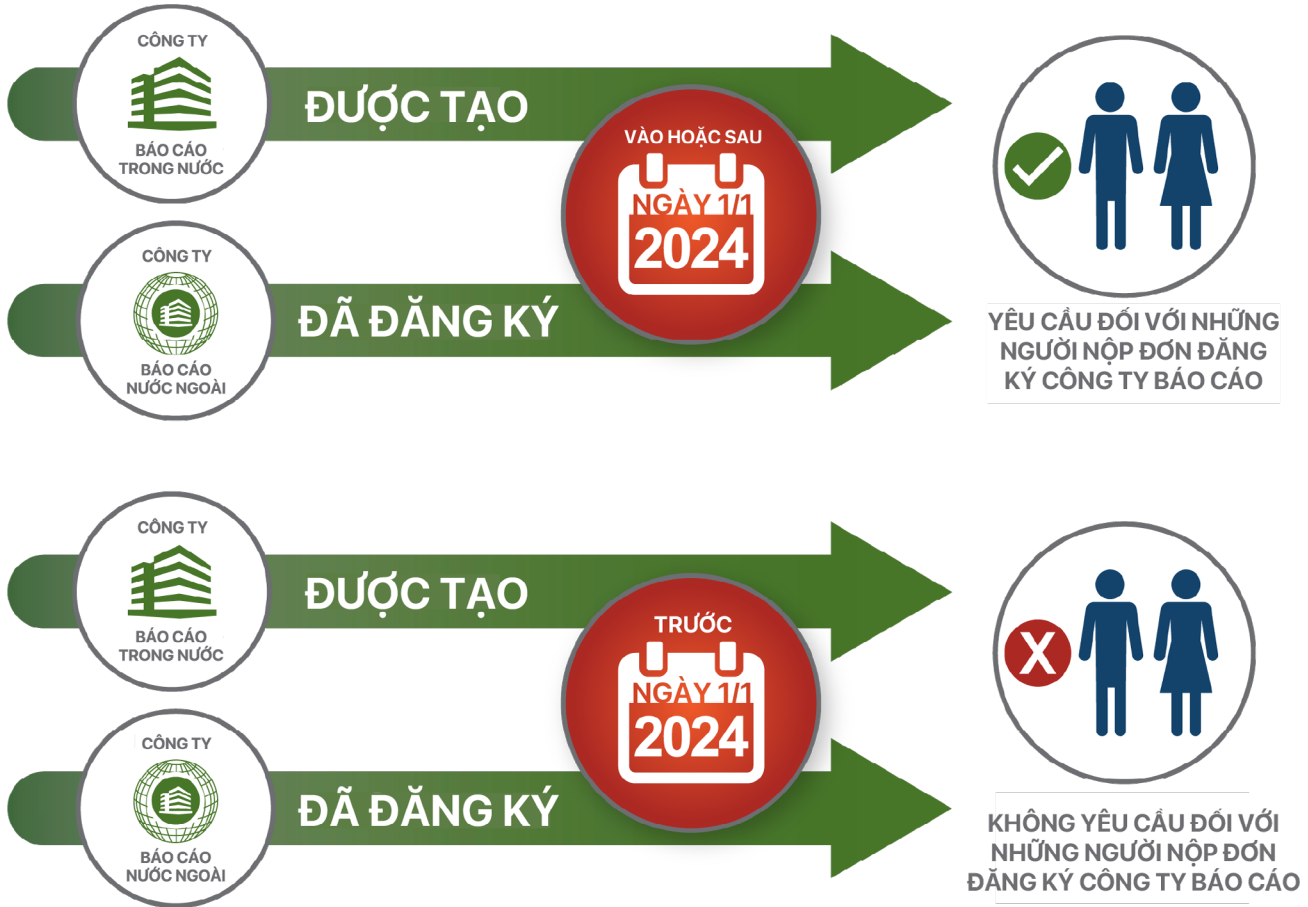 CÔNG TY
BÁO CÁO
TRONG NƯỚC
ĐƯỢC TẠO
VÀO HOẶC SAU
NGÀY 1/1
2024
CÔNG TY
BÁO CÁO
NƯỚC NGOÀI
ĐÃ ĐĂNG KÝ
YÊU CẦU ĐỐI VỚI NHỮNG
NGƯỜI NỘP ĐƠN ĐĂNG
KÝ CÔNG TY BÁO CÁO
CÔNG TY
BÁO CÁO
TRONG NƯỚC
ĐƯỢC TẠO
TRƯỚC
NGÀY 1/1
2024
CÔNG TY
BÁO CÁO
NƯỚC NGOÀI
ĐÃ ĐĂNG KÝ
X
KHÔNG YÊU CẦU ĐỐI VỚI
NHỮNG NGƯỜI NỘP ĐƠN
ĐĂNG KÝ CÔNG TY BÁO CÁO